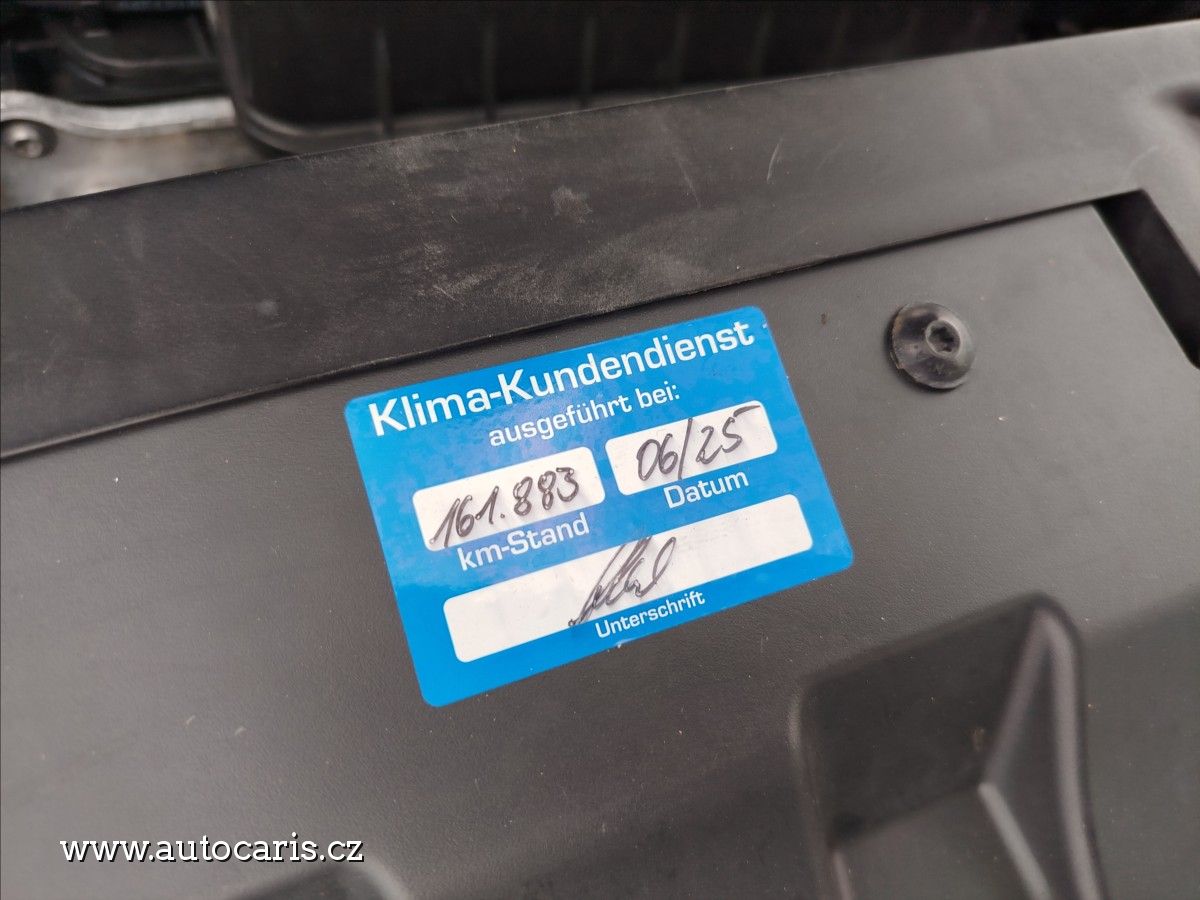 Klima-Kundendienst
ausgeführt bei:
161.883 06/25
km-Stand Datum
Unterschrift
www.autocaris.cz